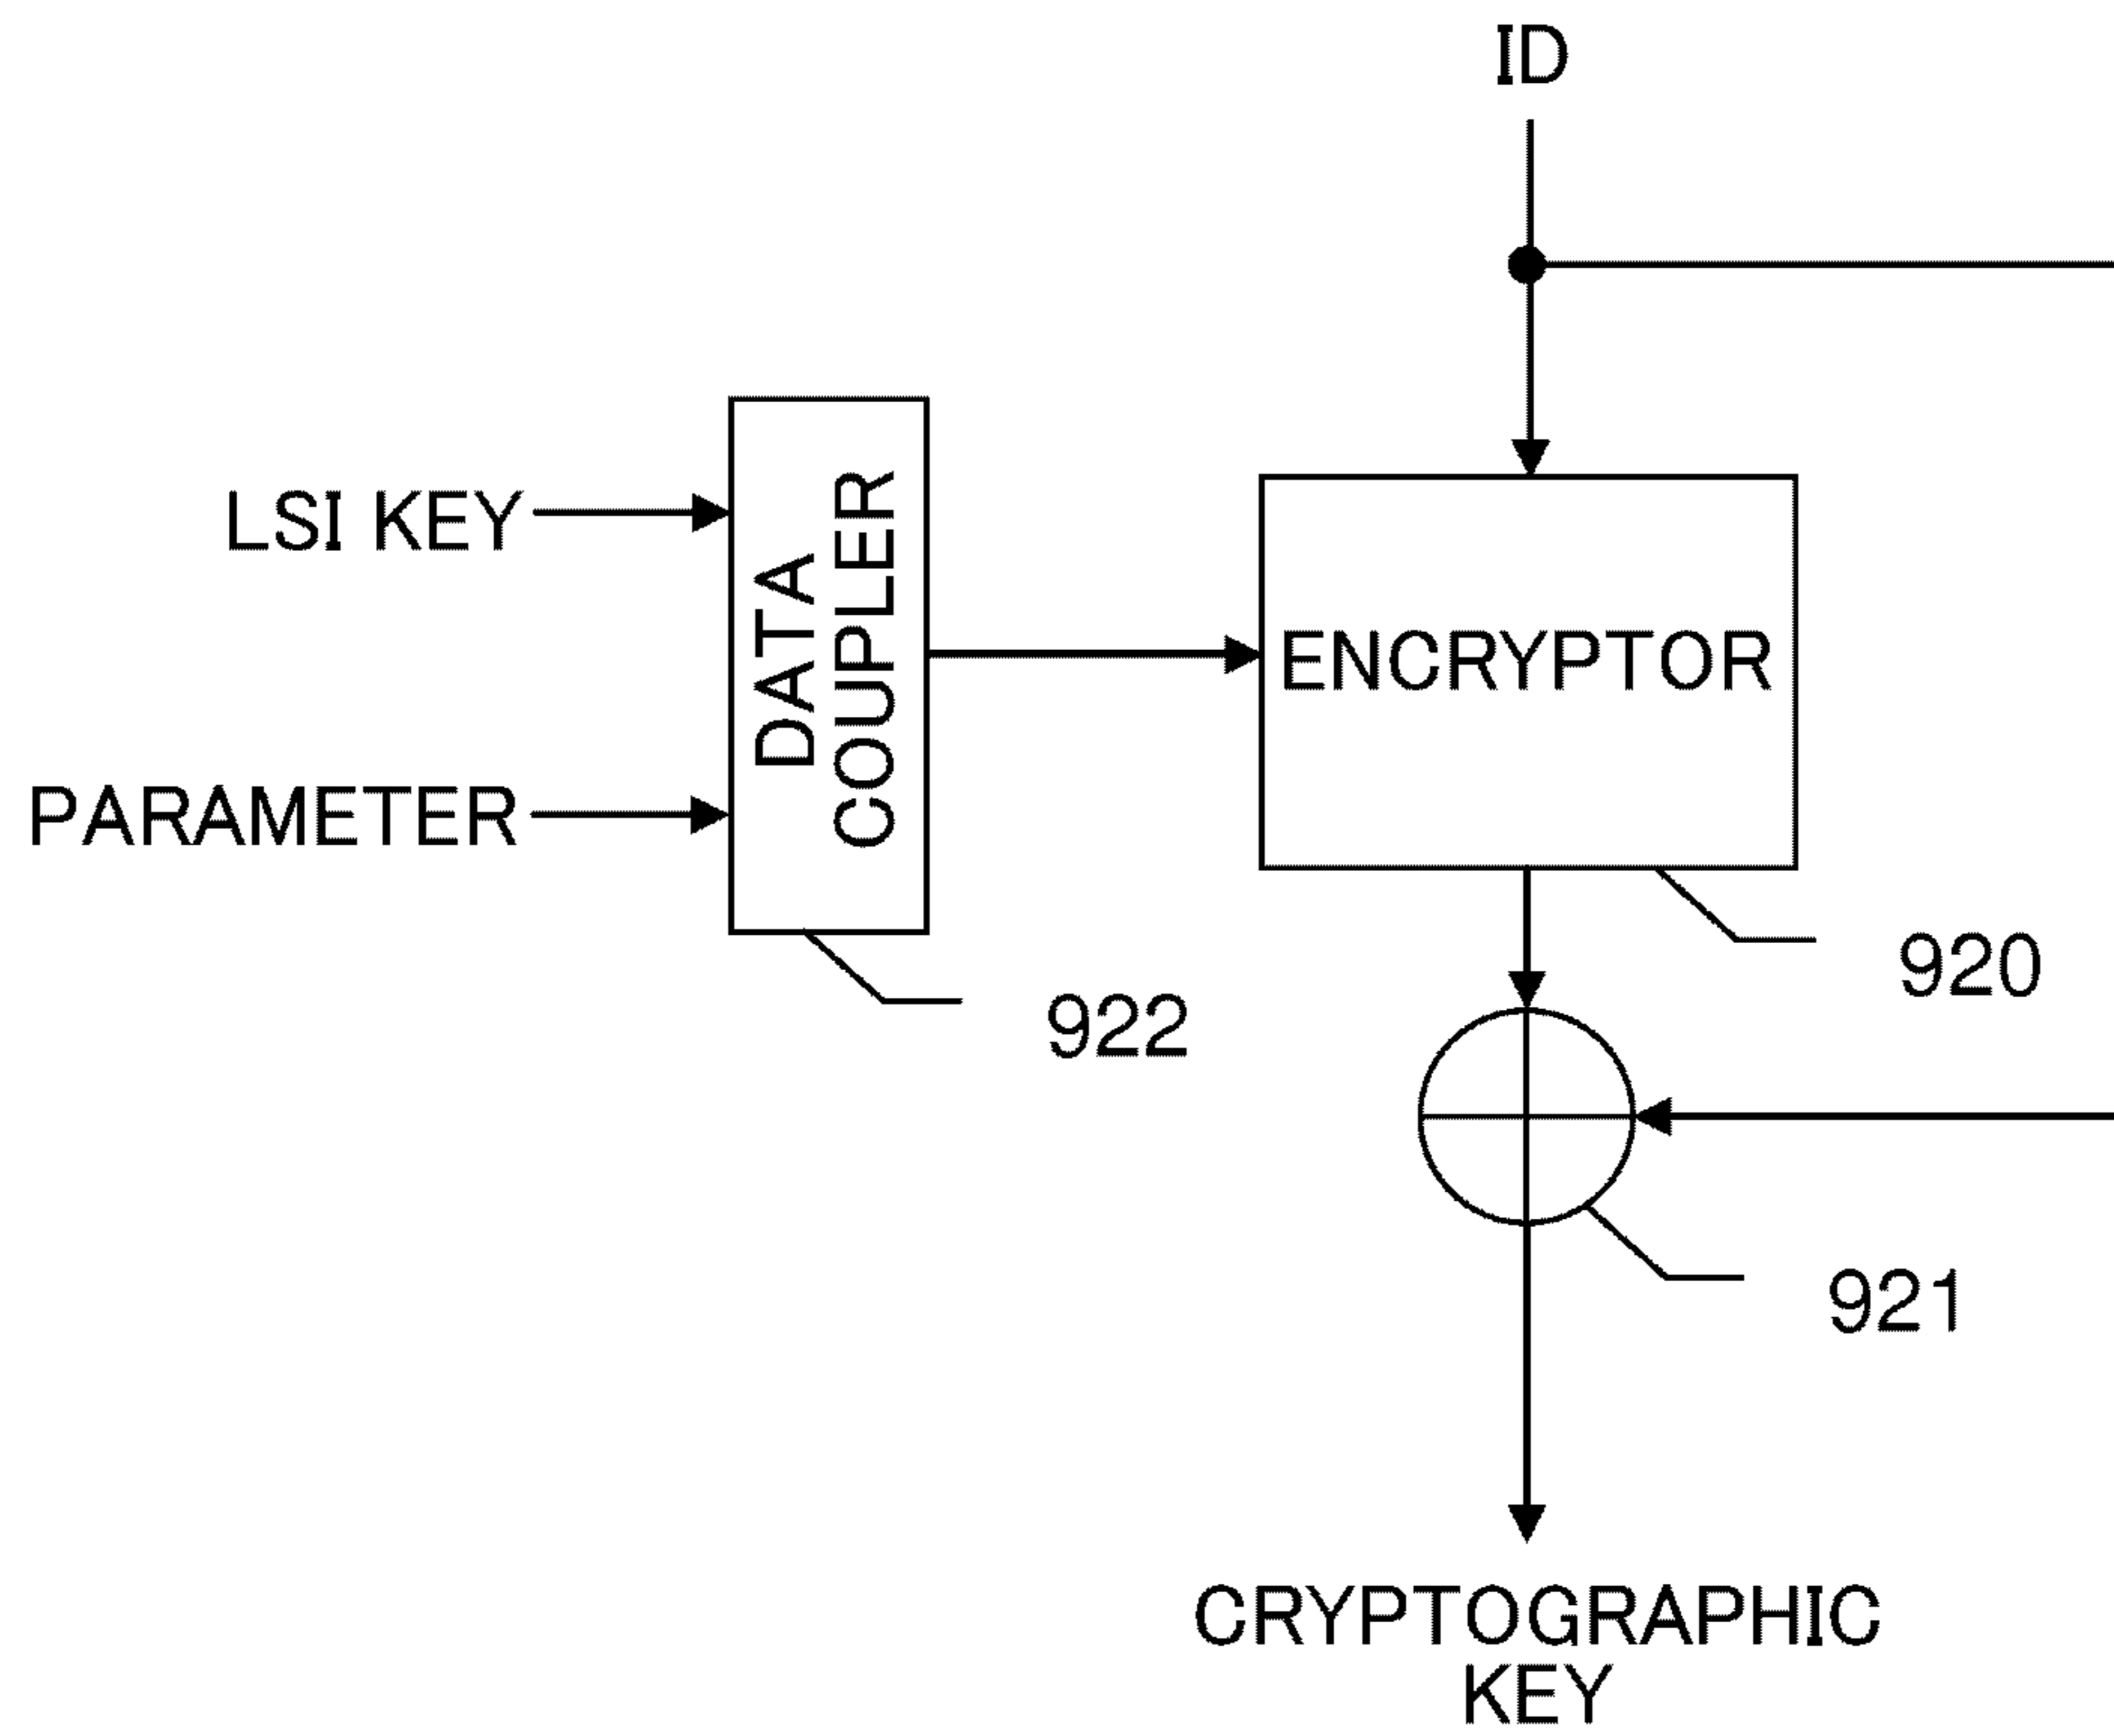 ID
LSI KEY
DATA
COUPLER
ENCRYPTOR
PARAMETER
920
922
921
CRYPTOGRAPHIC
KEY